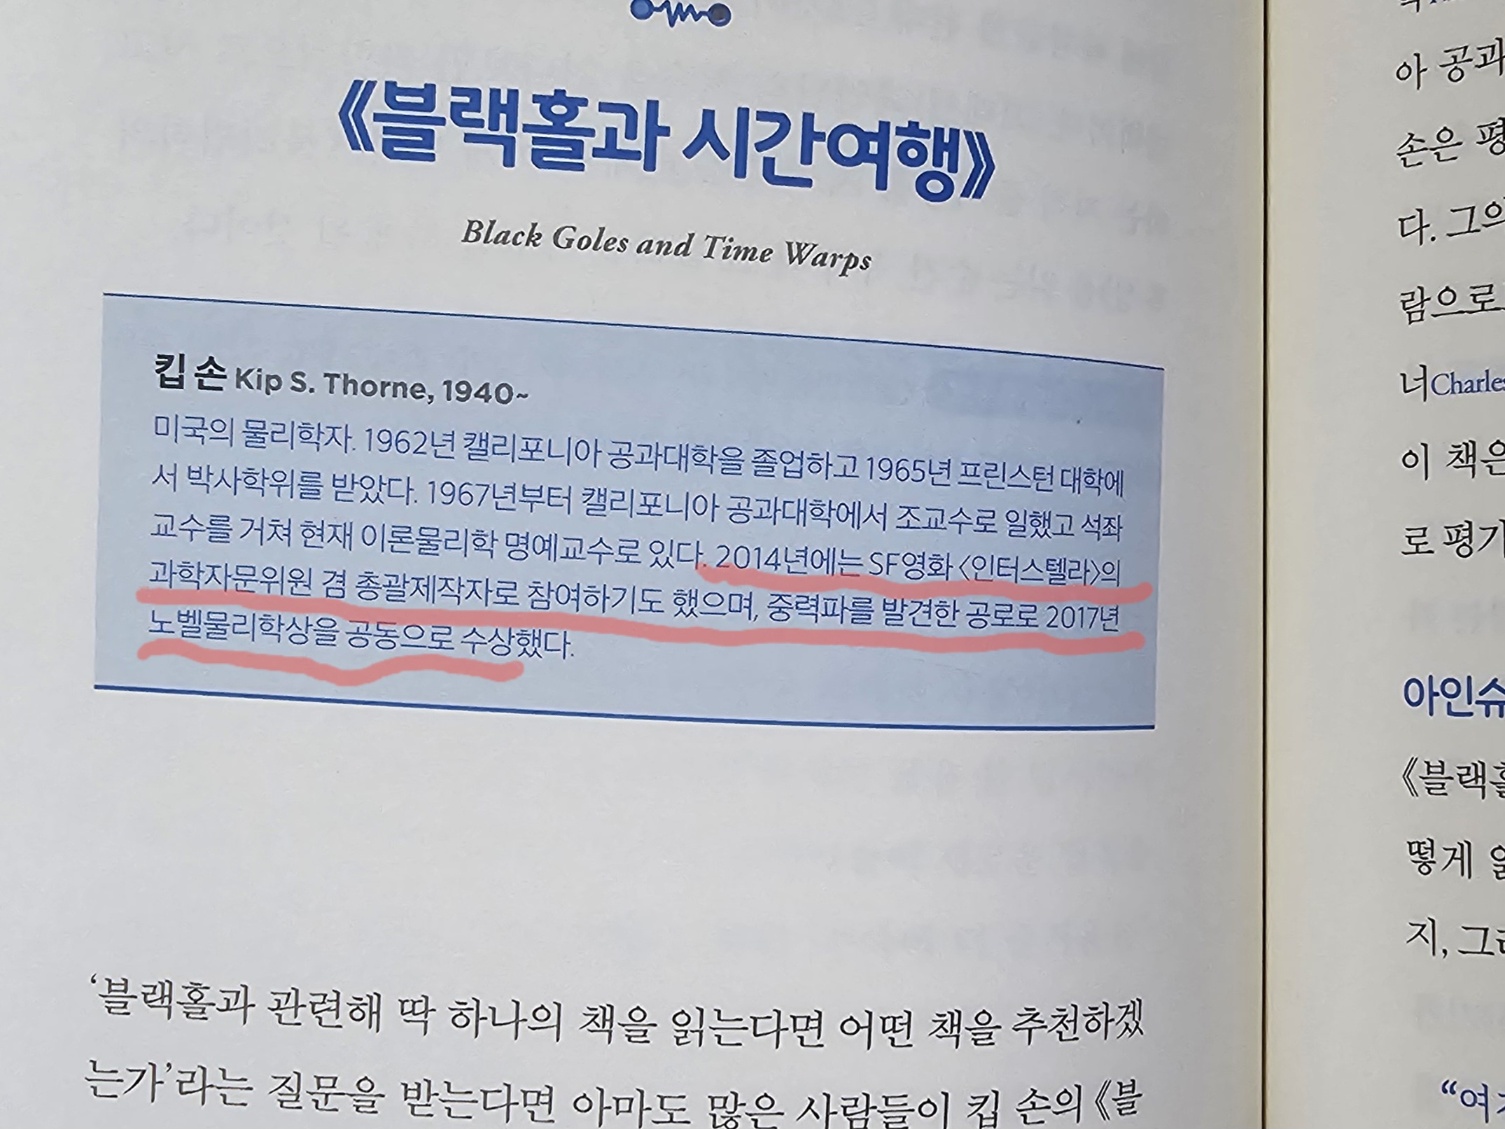 《블랙홀과 시간여행》
Black Goles and Time Warps
킵 손 Kip S. Thorne, 1940~
미국의 물리학자. 1962년 캘리포니아 공과대학을 졸업하고 1965년 프린스턴 대학에
서 박사학위를 받았다. 1967년부터 캘리포니아 공과대학에서 조교수로 일했고 석좌
교수를 거쳐 현재 이론물리학 명예교수로 있다. 2014년에는 SF영화 〈인터스텔라〉의
과학자문위원 겸 총괄제작자로 참여하기도 했으며, 중력파를 발견한 공로로 2017년
노벨물리학상을 공동으로 수상했다.
‘블랙홀과 관련해 딱 하나의 책을 읽는다면 어떤 책을 추천하겠
는가’라는 질문을 받는다면 아마도 많은 사람들이 킵 손의 《블
아 공과
손은 평
다. 그의
람으로
너Charles
이 책은
로 평가
아인슈
《블랙홀
떻게
지, 그
“여